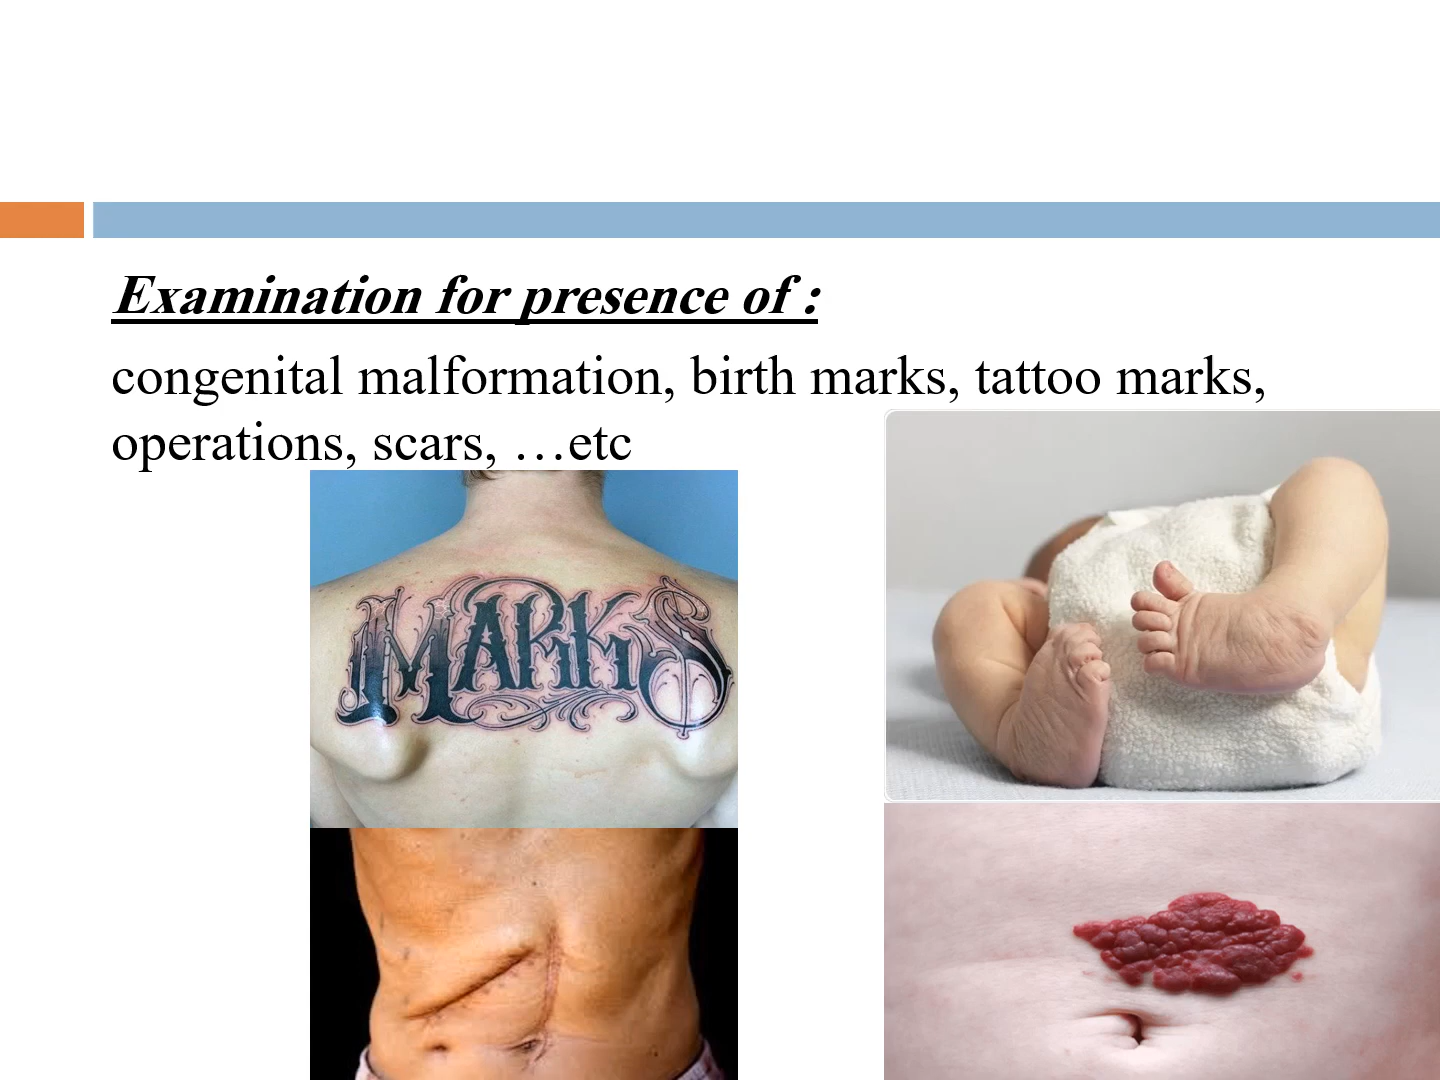 Examination for presence of :
congenital malformation, birth marks, tattoo marks,
operations, scars, …etc
MARKS